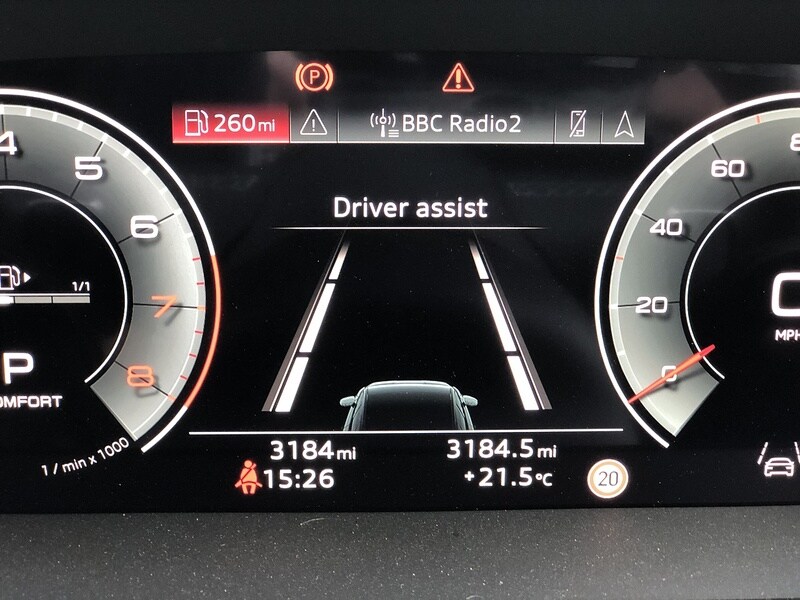 P
260 mi BBC Radio2
Driver assist
4 5 6 7 8
1/1
P
COMFORT
1 / min x 1000
60 40 20 0
MPH
3184 mi 3184.5 mi
15:26 +21.5 °C 20